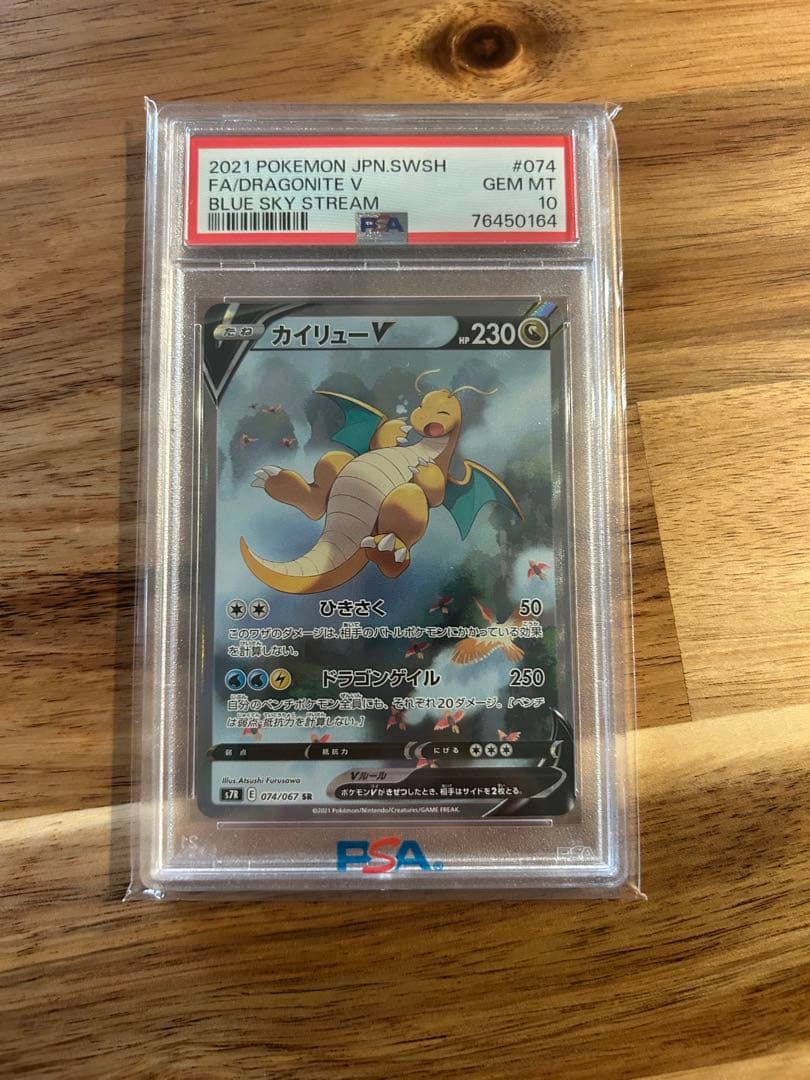 2021 POKEMON JPN.SWSH #074
FA/DRAGONITE V GEM MT
BLUE SKY STREAM 10
PSA 76450164
たね カイリューV HP 230
ひきさく 50
このワザのダメージは、相手のバトルポケモンにかかっている効果
を計算しない。
ドラゴンゲイル 250
自分のベンチポケモン全員にも、それぞれ20ダメージ。[ベンチ
は弱点・抵抗力を計算しない。]
弱点 抵抗力 にげる
Illus. Atsushi Furusawa
Vルール
s7R E 074/067 SR
ポケモンVがきぜつしたとき、相手はサイドを2枚とる。
©2021 Pokémon/Nintendo/Creatures/GAME FREAK.
PSA®
PSA